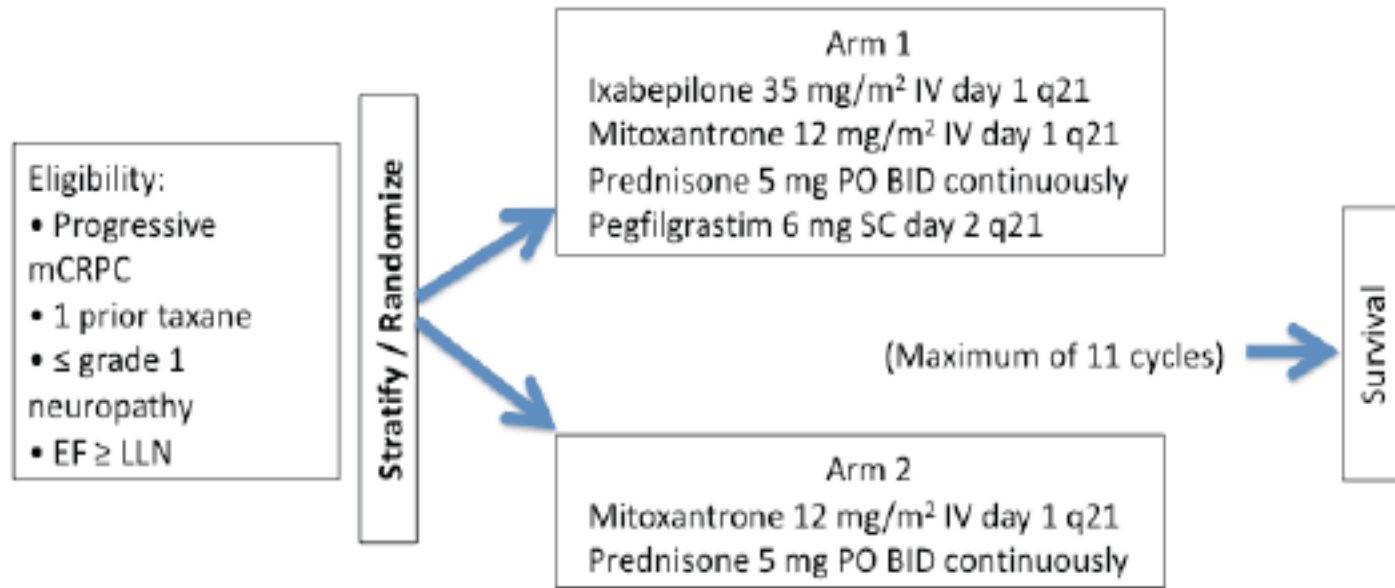 Eligibility:
• Progressive
mCRPC
• 1 prior taxane
• ≤ grade 1
neuropathy
• EF ≥ LLN
Stratify / Randomize
Arm 1
Ixabepilone 35 mg/m² IV day 1 q21
Mitoxantrone 12 mg/m² IV day 1 q21
Prednisone 5 mg PO BID continuously
Pegfilgrastim 6 mg SC day 2 q21
(Maximum of 11 cycles)
Arm 2
Mitoxantrone 12 mg/m² IV day 1 q21
Prednisone 5 mg PO BID continuously
Survival